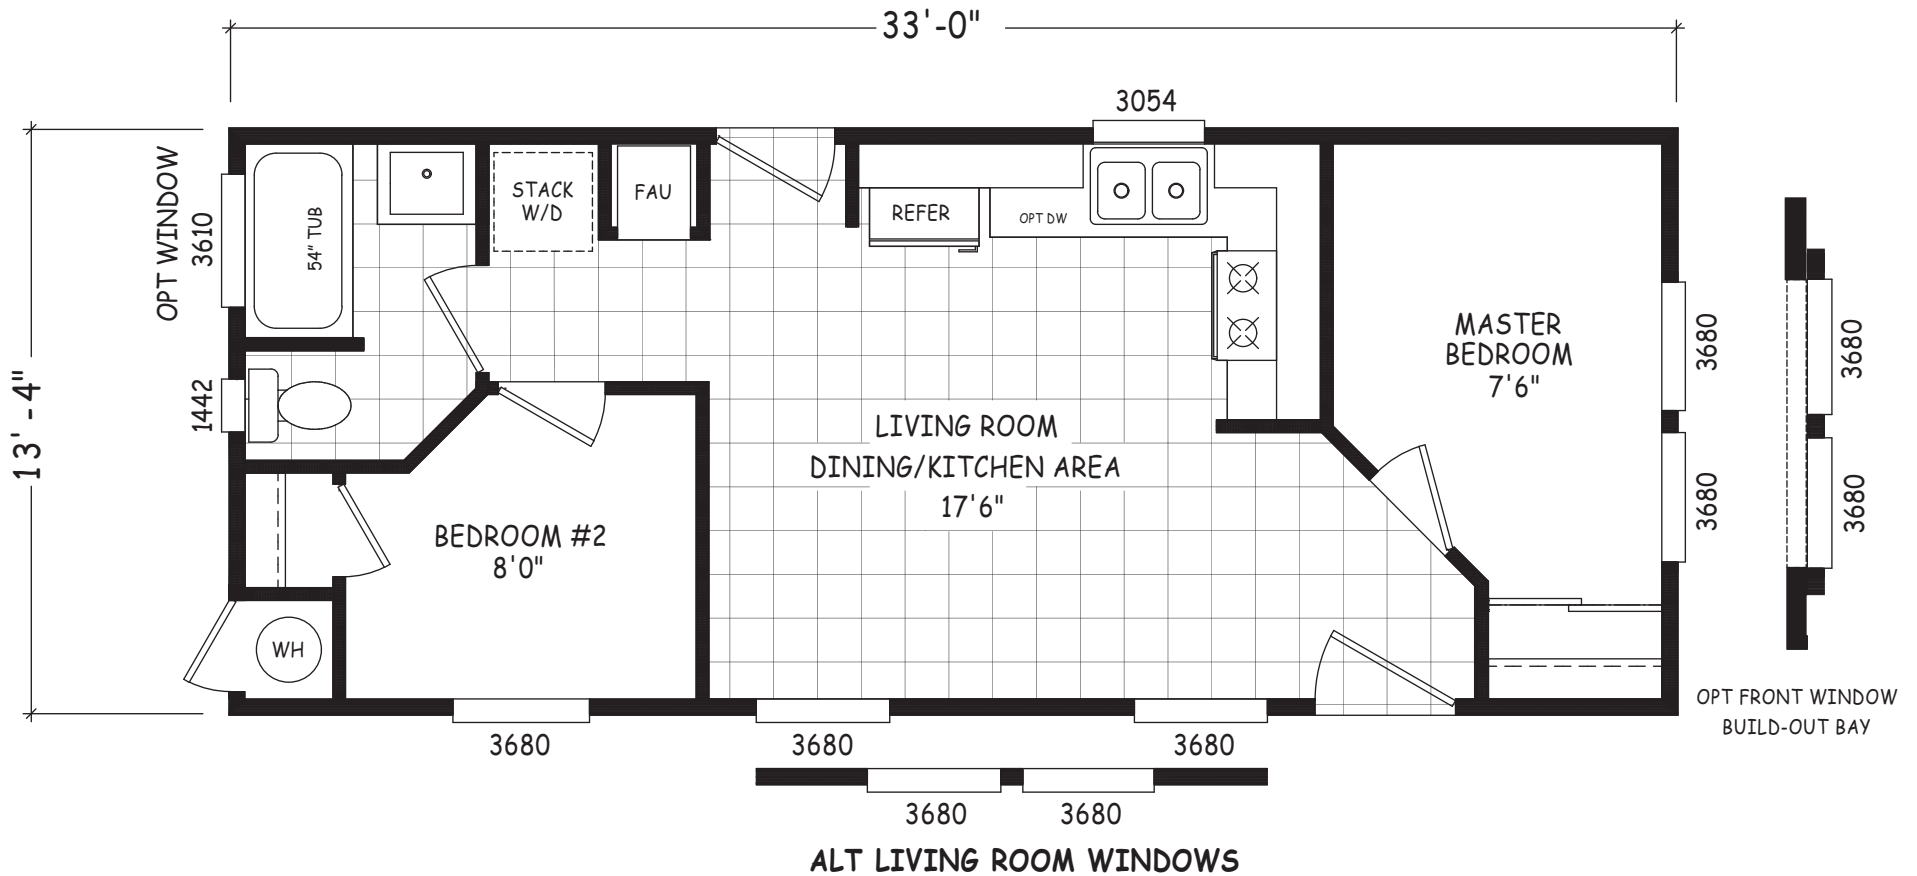 33'-0"
3054
13'-4"
OPT WINDOW
3610
54" TUB
STACK
W/D
FAU
REFER
OPT DW
MASTER
BEDROOM
7'6"
3680
3680
3680
3680
1442
LIVING ROOM
DINING/KITCHEN AREA
17'6"
BEDROOM #2
8'0"
WH
OPT FRONT WINDOW
BUILD-OUT BAY
3680
3680
3680
3680
3680
ALT LIVING ROOM WINDOWS